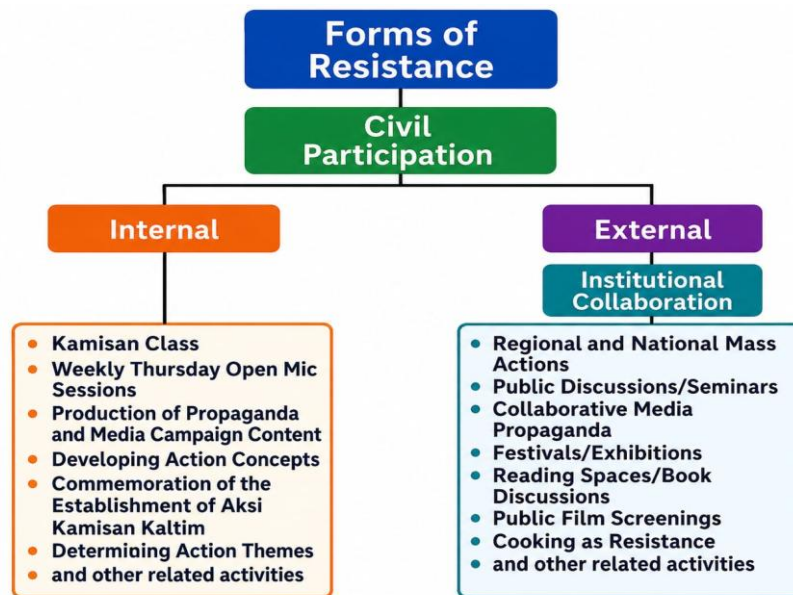 Forms of
Resistance
Civil
Participation
Internal
External
Institutional
Collaboration
• Kamisan Class
• Weekly Thursday Open Mic
Sessions
• Production of Propaganda
and Media Campaign Content
• Developing Action Concepts
• Commemoration of the
Establishment of Aksi
Kamisan Kaltim
• Determining Action Themes
• and other related activities
• Regional and National Mass
Actions
• Public Discussions/Seminars
• Collaborative Media
Propaganda
• Festivals/Exhibitions
• Reading Spaces/Book
Discussions
• Public Film Screenings
• Cooking as Resistance
• and other related activities